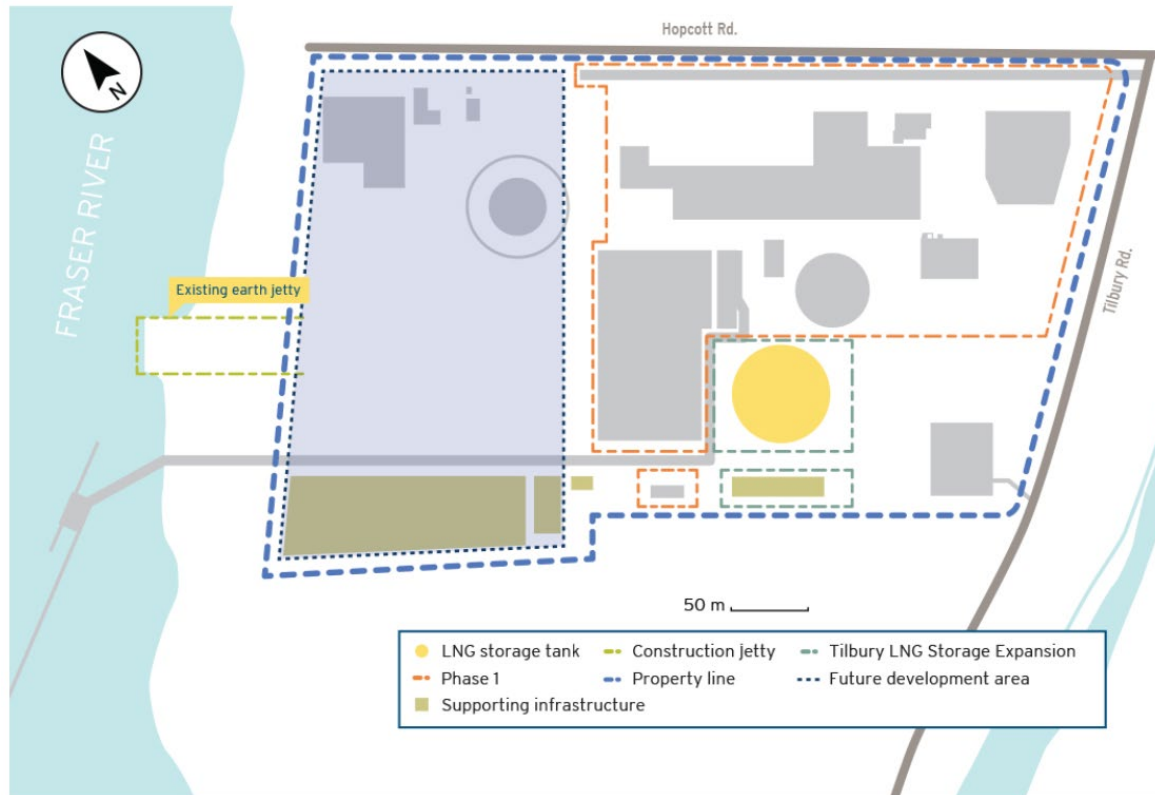 Hopcott Rd.
N
FRASER RIVER
Existing earth jetty
Tilbury Rd.
50 m
LNG storage tank
Construction jetty
Tilbury LNG Storage Expansion
Phase 1
Property line
Future development area
Supporting infrastructure